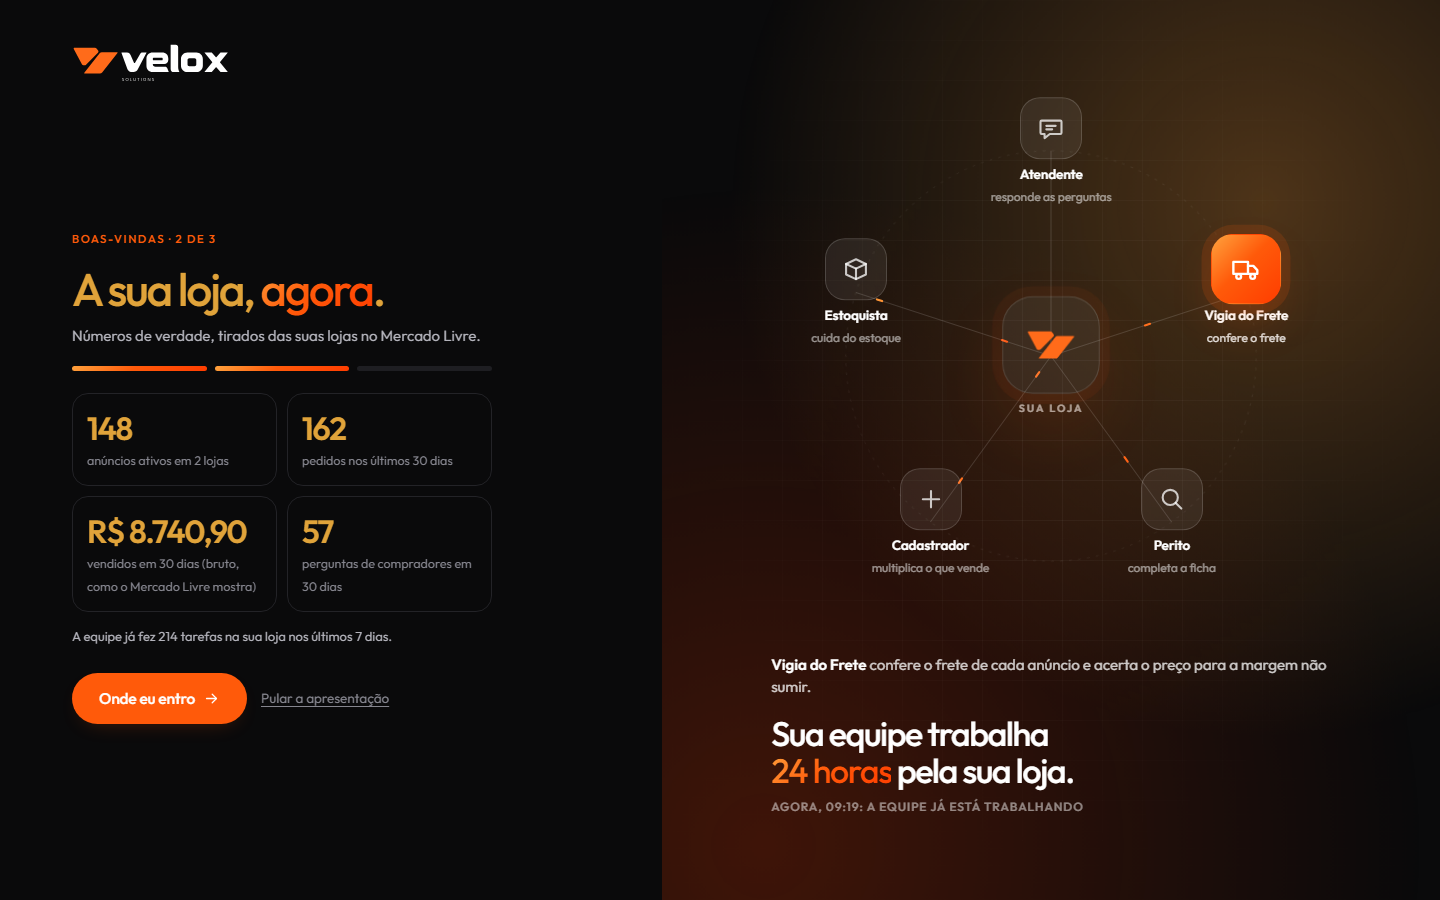 velox
SOLUTIONS
BOAS-VINDAS · 2 DE 3
A sua loja, agora.
Números de verdade, tirados das suas lojas no Mercado Livre.
148
anúncios ativos em 2 lojas
162
pedidos nos últimos 30 dias
R$ 8.740,90
vendidos em 30 dias (bruto,
como o Mercado Livre mostra)
57
perguntas de compradores em
30 dias
A equipe já fez 214 tarefas na sua loja nos últimos 7 dias.
Onde eu entro →
Pular a apresentação
Atendente
responde as perguntas
Estoquista
cuida do estoque
Vigia do Frete
confere o frete
SUA LOJA
Cadastrador
multiplica o que vende
Perito
completa a ficha
Vigia do Frete confere o frete de cada anúncio e acerta o preço para a margem não
sumir.
Sua equipe trabalha
24 horas pela sua loja.
AGORA, 09:19: A EQUIPE JÁ ESTÁ TRABALHANDO